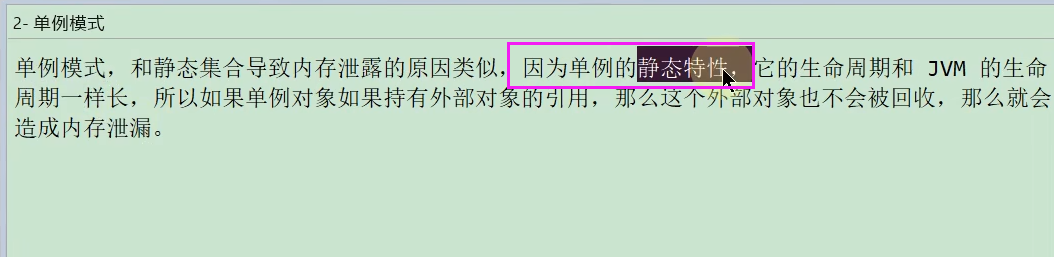 2- 单例模式
单例模式，和静态集合导致内存泄露的原因类似，因为单例的静态特性，它的生命周期和 JVM 的生命
周期一样长，所以如果单例对象如果持有外部对象的引用，那么这个外部对象也不会被回收，那么就会
造成内存泄漏。